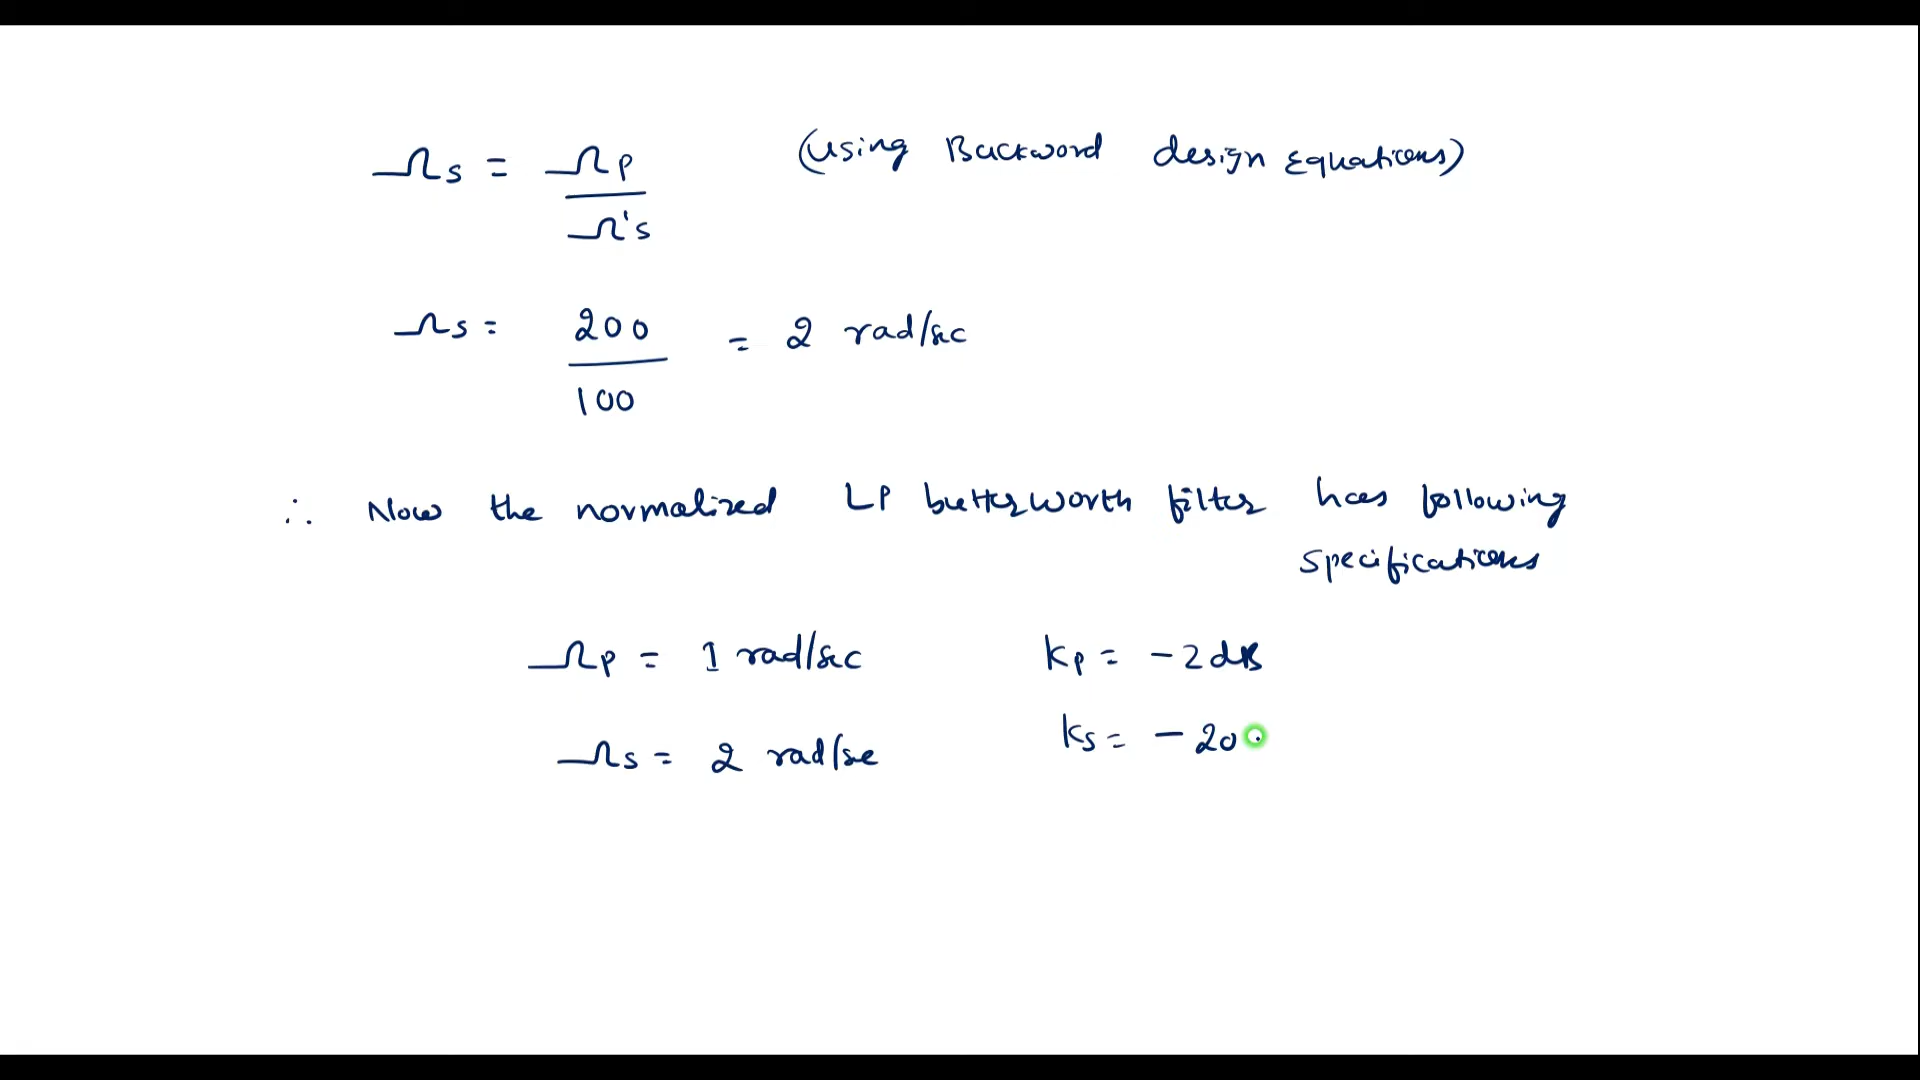 Ωs = Ωp / Ω's (using Backword design Equations)
Ωs = 200 / 100 = 2 rad/sec
∴ Now the normalized LP butterworth filter has following
specifications
Ωp = 1 rad/sec kp = -2dB
Ωs = 2 rad/se ks = -20